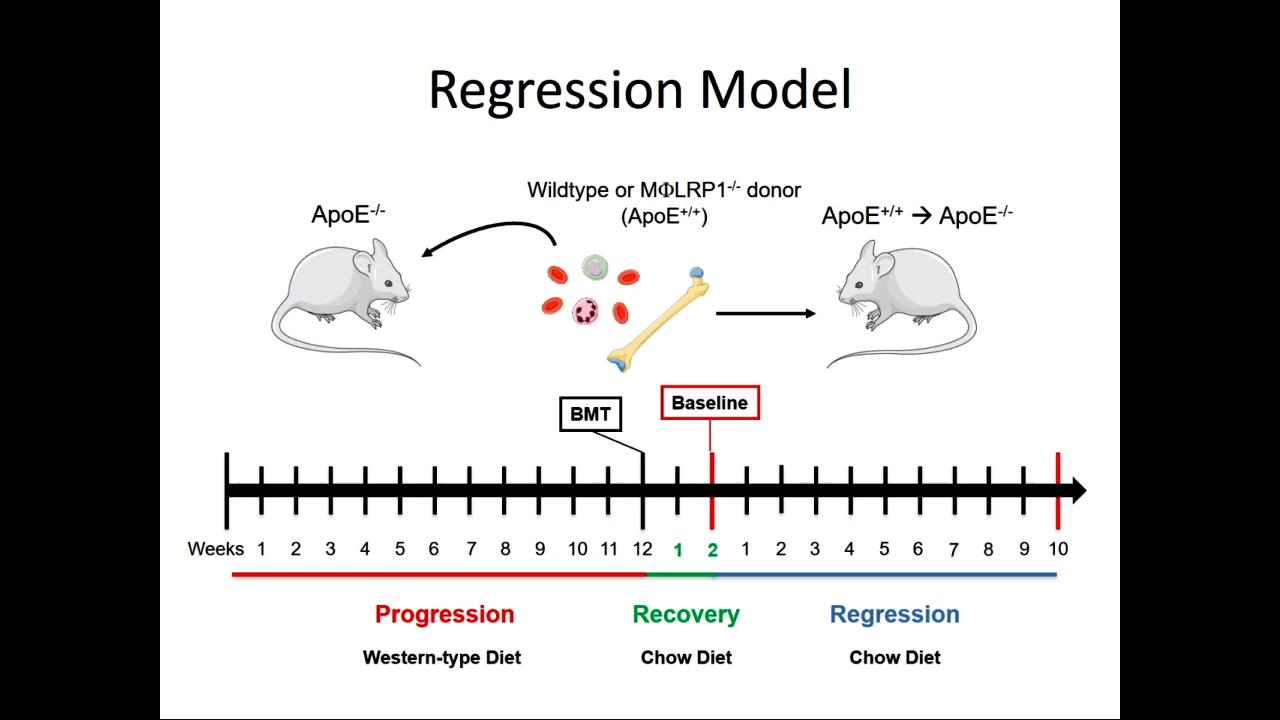 Regression Model
Wildtype or MΦLRP1-/- donor
(ApoE+/+)
ApoE-/-
ApoE+/+ → ApoE-/-
BMT
Baseline
Weeks 1 2 3 4 5 6 7 8 9 10 11 12 1 2 1 2 3 4 5 6 7 8 9 10
Progression Recovery Regression
Western-type Diet Chow Diet Chow Diet